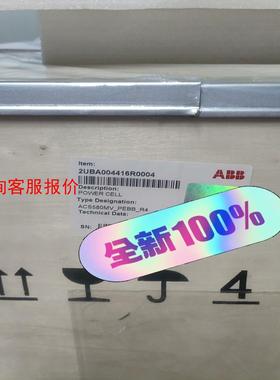 询客服报价
Item:
2UBA004416R0004
ABB
Description:
POWER CELL
Type Designation:
ACS580MV_PEBB_R4
Technical Data:
SN:
全新100%
4